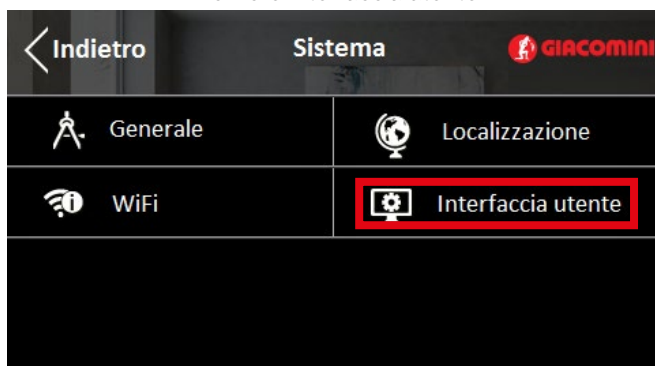 Indietro
Sistema
GIACOMINI
Generale
Localizzazione
WiFi
Interfaccia utente